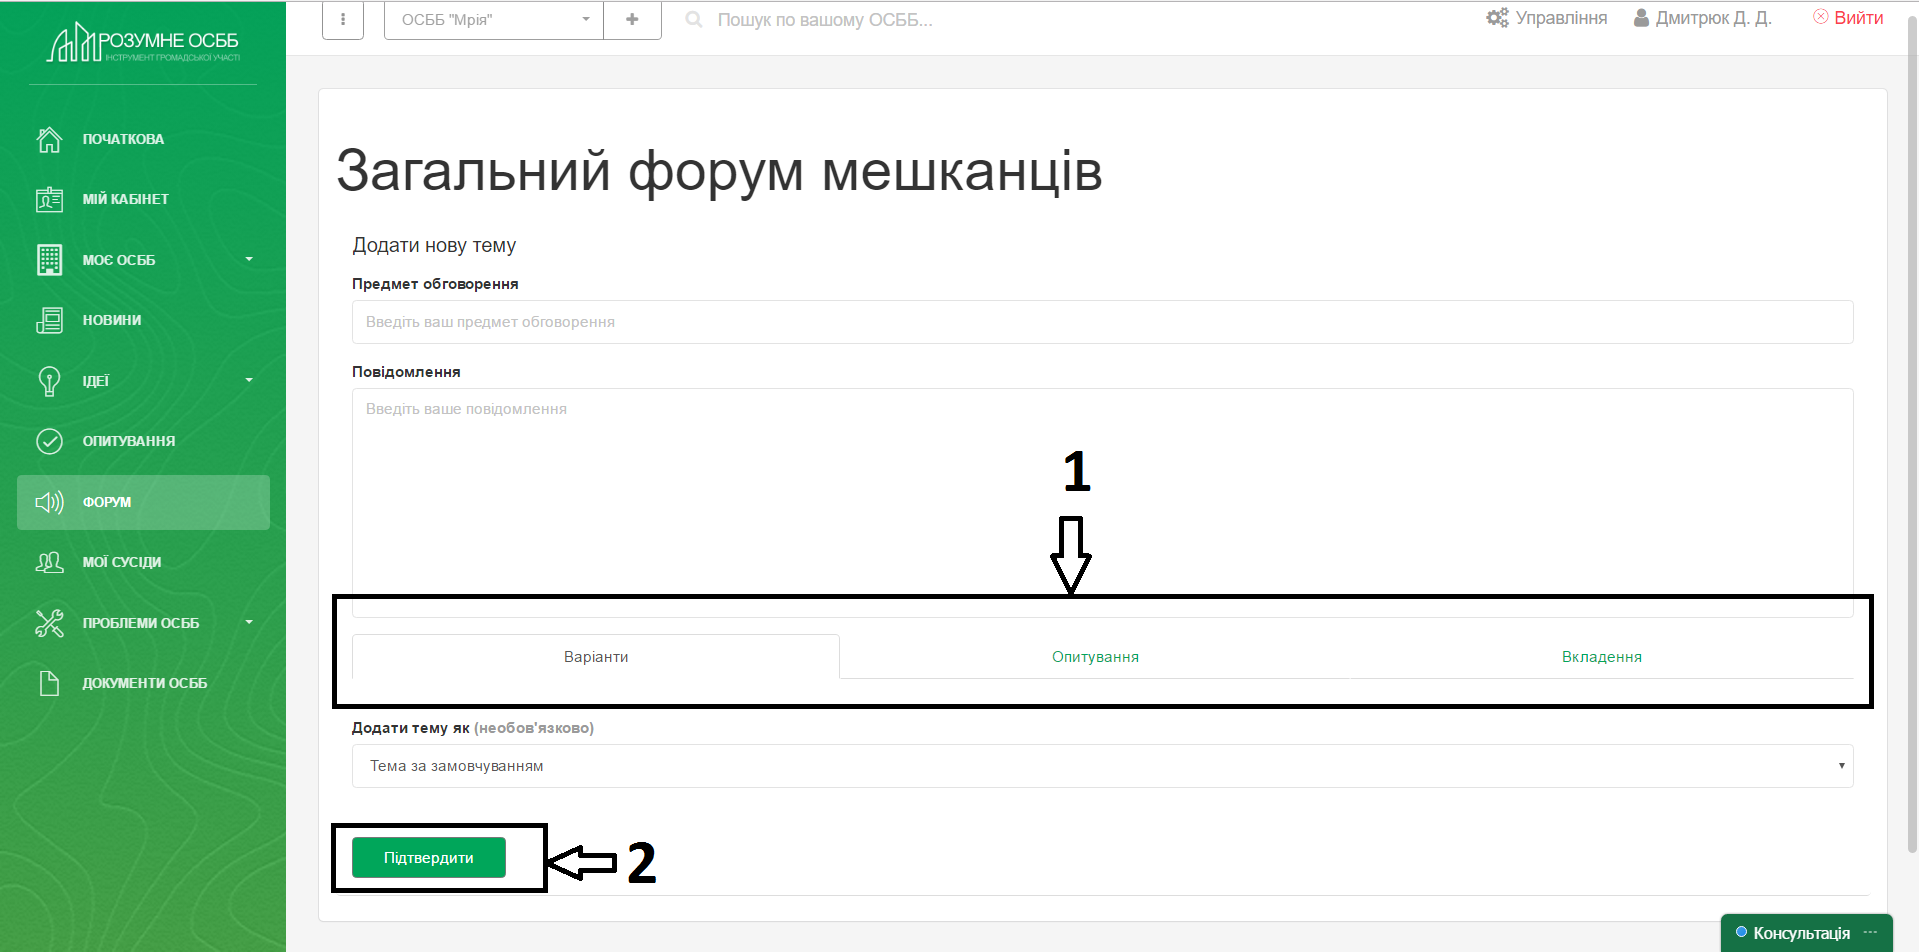 РОЗУМНЕ ОСББ
ІНСТРУМЕНТ ГРОМАДСЬКОЇ УЧАСТІ
ПОЧАТКОВА
МІЙ КАБІНЕТ
МОЄ ОСББ
НОВИНИ
ІДЕЇ
ОПИТУВАННЯ
ФОРУМ
МОЇ СУСІДИ
ПРОБЛЕМИ ОСББ
ДОКУМЕНТИ ОСББ
ОСББ "Мрія"
Пошук по вашому ОСББ...
Управління
Дмитрюк Д. Д.
Вийти
Загальний форум мешканців
Додати нову тему
Предмет обговорення
Введіть ваш предмет обговорення
Повідомлення
Введіть ваше повідомлення
1
Варіанти
Опитування
Вкладення
Додати тему як (необов'язково)
Тема за замовчуванням
Підтвердити
2
Консультація